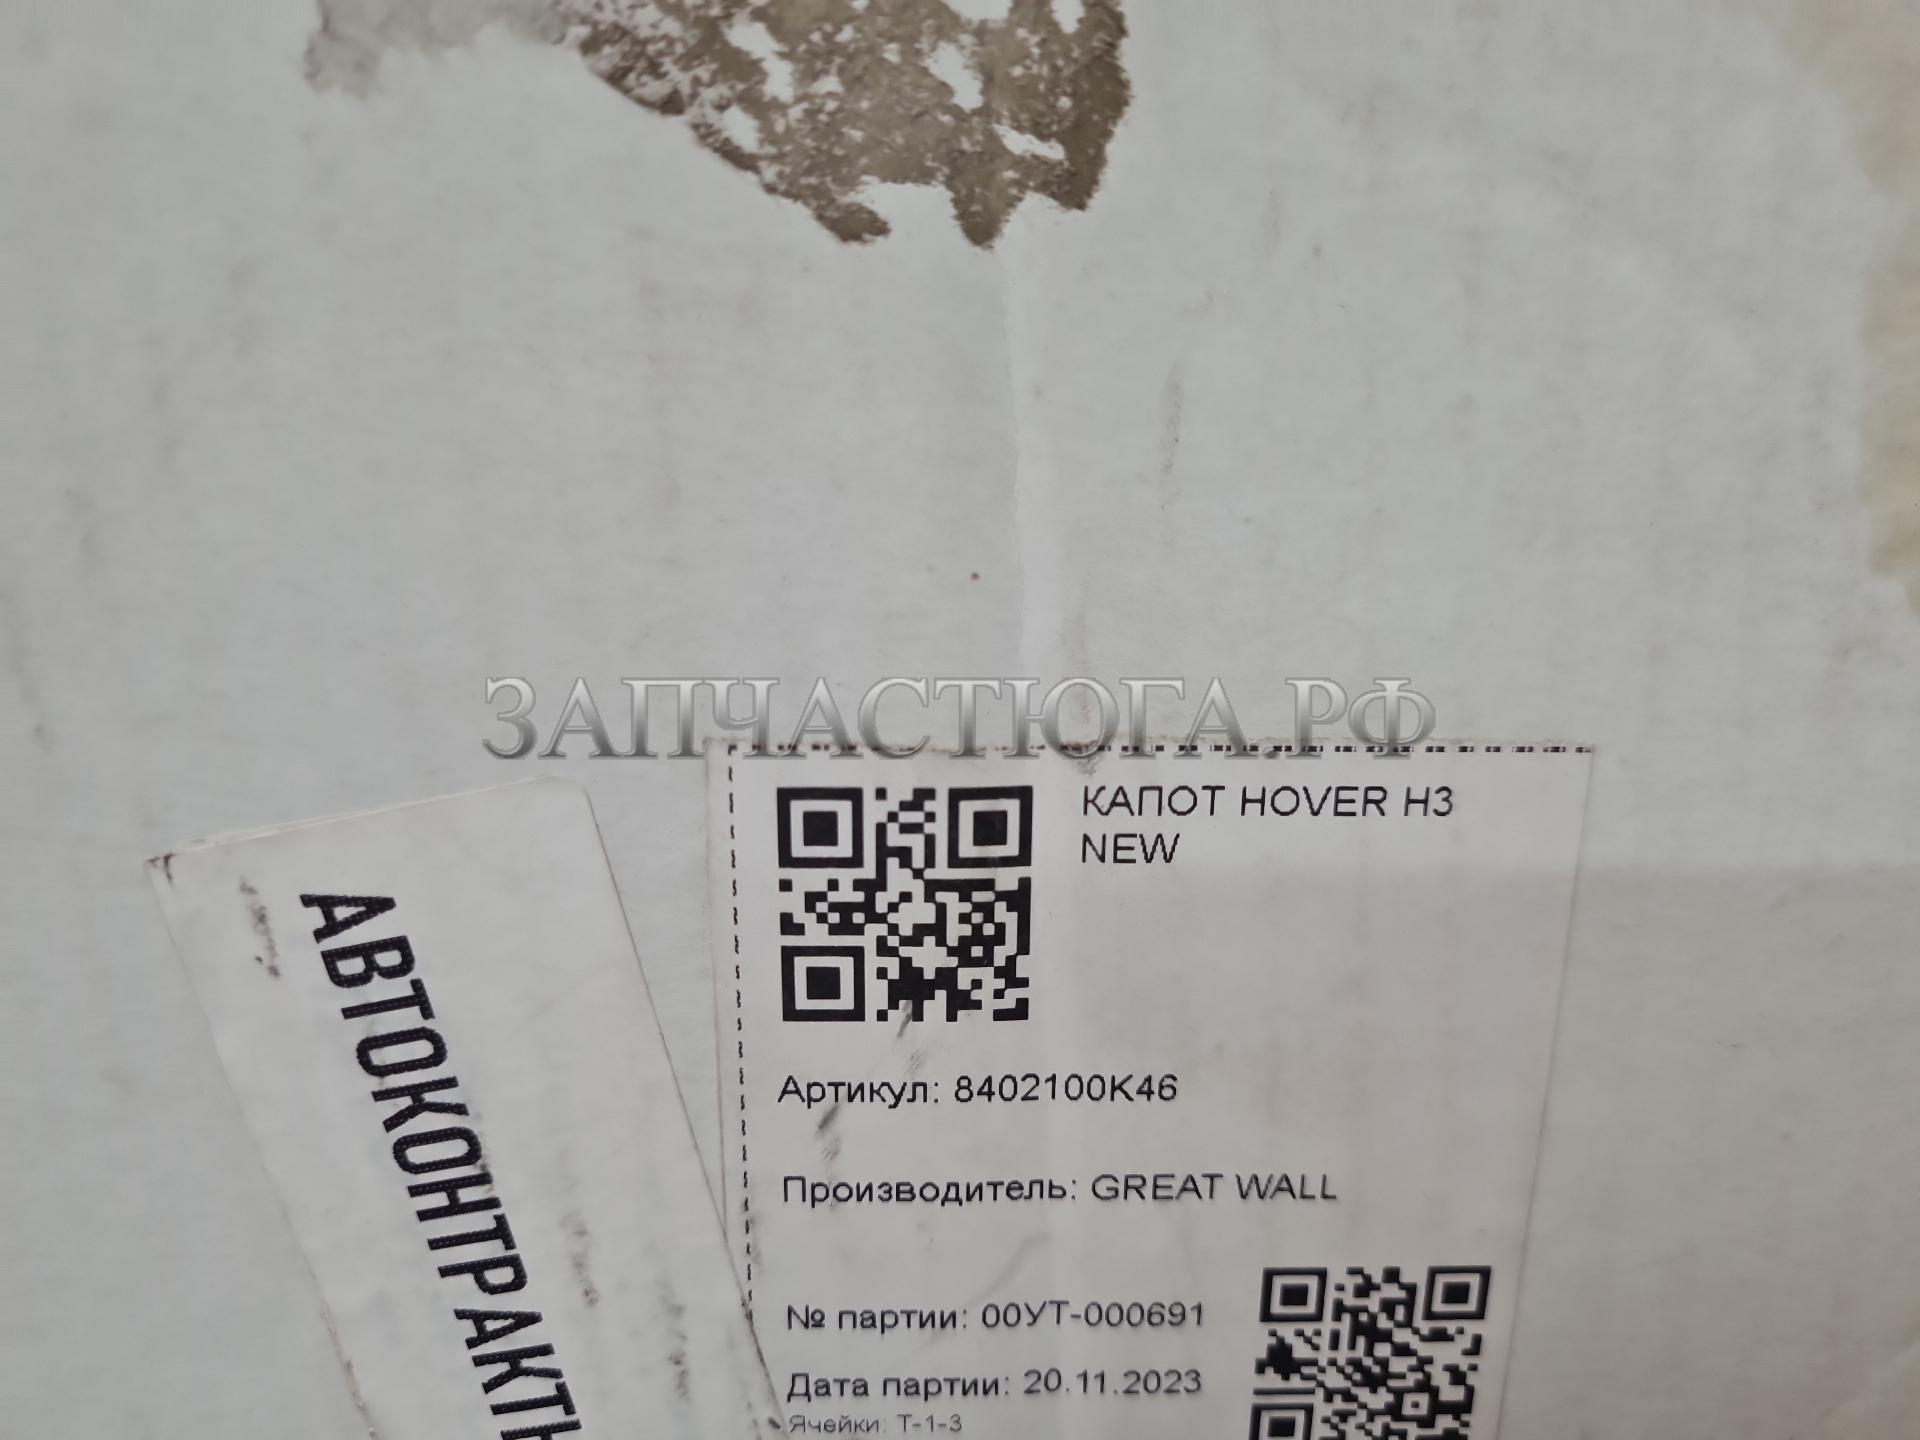 ЗАПЧАСТЮГА.РФ
КАПОТ HOVER H3
NEW
Артикул: 8402100K46
Производитель: GREAT WALL
№ партии: 00УТ-000691
Дата партии: 20.11.2023
Ячейки: Т-1-3